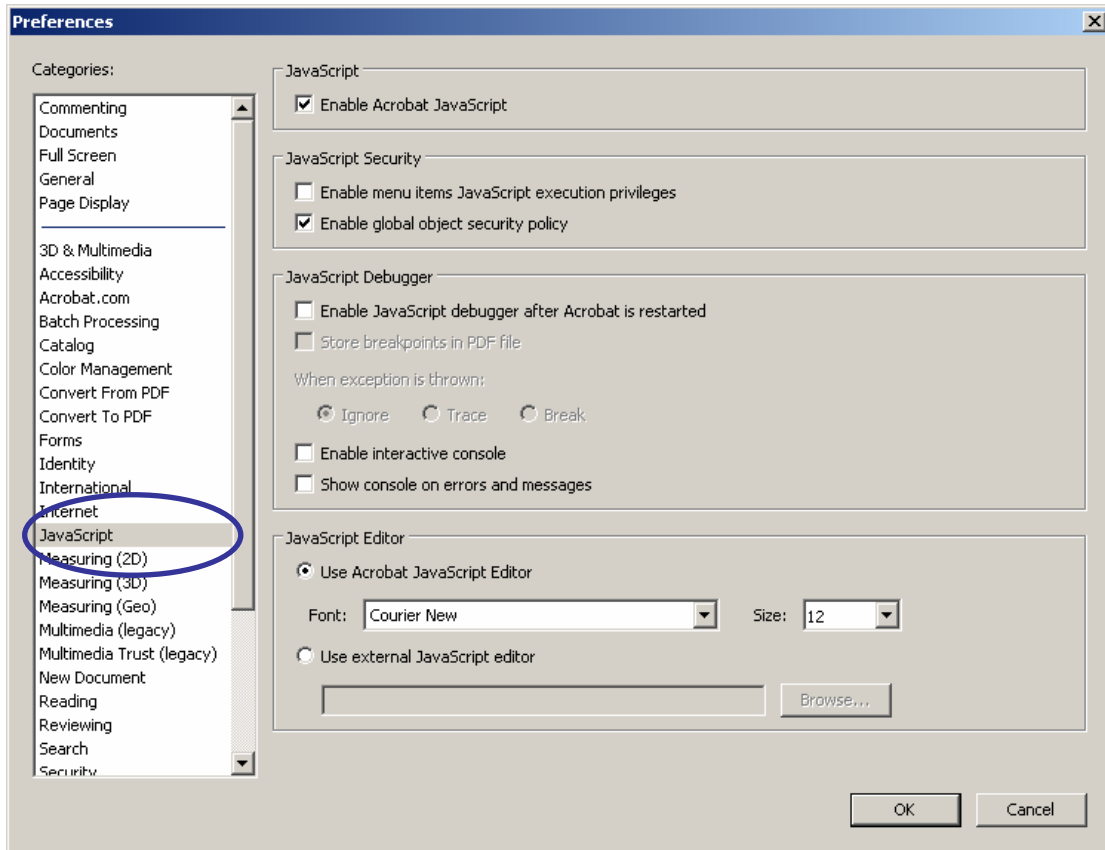 Preferences
Categories:
Commenting
Documents
Full Screen
General
Page Display
3D & Multimedia
Accessibility
Acrobat.com
Batch Processing
Catalog
Color Management
Convert From PDF
Convert To PDF
Forms
Identity
International
Internet
JavaScript
Measuring (2D)
Measuring (3D)
Measuring (Geo)
Multimedia (legacy)
Multimedia Trust (legacy)
New Document
Reading
Reviewing
Search
Security
JavaScript
Enable Acrobat JavaScript
JavaScript Security
Enable menu items JavaScript execution privileges
Enable global object security policy
JavaScript Debugger
Enable JavaScript debugger after Acrobat is restarted
Store breakpoints in PDF file
When exception is thrown:
Ignore Trace Break
Enable interactive console
Show console on errors and messages
JavaScript Editor
Use Acrobat JavaScript Editor
Font: Courier New Size: 12
Use external JavaScript editor
Browse...
OK Cancel